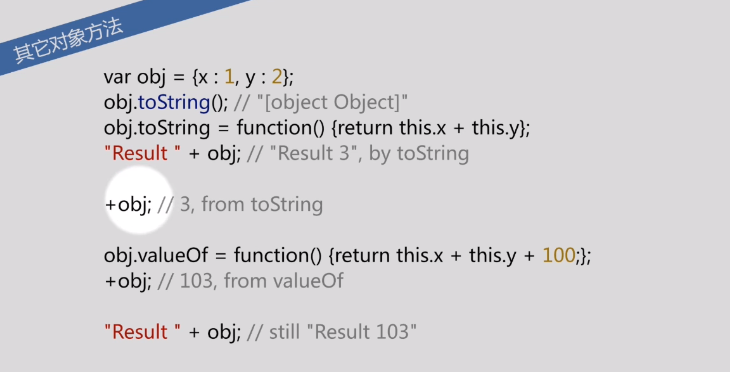 其它对象方法
var obj = {x : 1, y : 2};
obj.toString(); // "[object Object]"
obj.toString = function() {return this.x + this.y};
"Result " + obj; // "Result 3", by toString
+obj; // 3, from toString
obj.valueOf = function() {return this.x + this.y + 100;};
+obj; // 103, from valueOf
"Result " + obj; // still "Result 103"